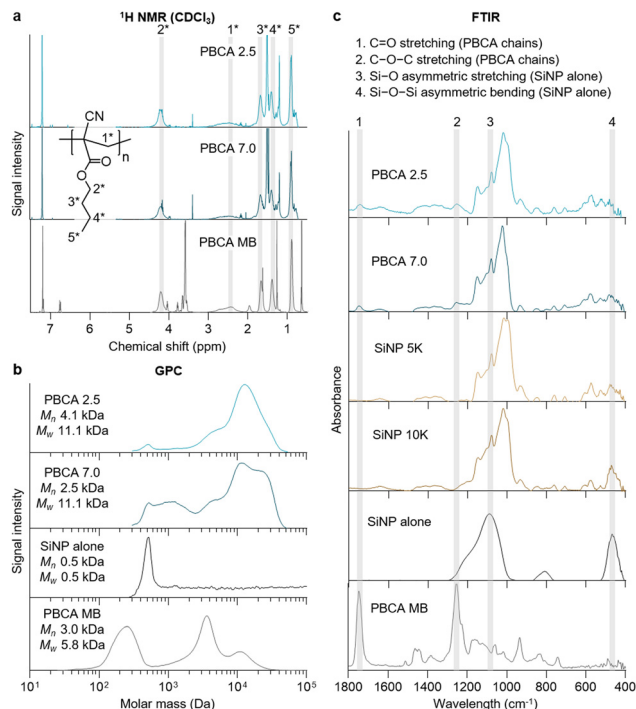 a
¹H NMR (CDCl₃)
2* 1* 3* 4* 5*
PBCA 2.5
CN
1*
n
O
O
2*
3*
4*
5*
PBCA 7.0
PBCA MB
Signal intensity
7 6 5 4 3 2 1
Chemical shift (ppm)
b
GPC
PBCA 2.5
Mn 4.1 kDa
Mw 11.1 kDa
PBCA 7.0
Mn 2.5 kDa
Mw 11.1 kDa
SiNP alone
Mn 0.5 kDa
Mw 0.5 kDa
PBCA MB
Mn 3.0 kDa
Mw 5.8 kDa
Signal intensity
10¹ 10² 10³ 10⁴ 10⁵
Molar mass (Da)
c
FTIR
1. C=O stretching (PBCA chains)
2. C−O−C stretching (PBCA chains)
3. Si−O asymmetric stretching (SiNP alone)
4. Si−O−Si asymmetric bending (SiNP alone)
1 2 3 4
PBCA 2.5
PBCA 7.0
SiNP 5K
SiNP 10K
SiNP alone
PBCA MB
Absorbance
1800 1600 1400 1200 1000 800 600 400
Wavelength (cm⁻¹)